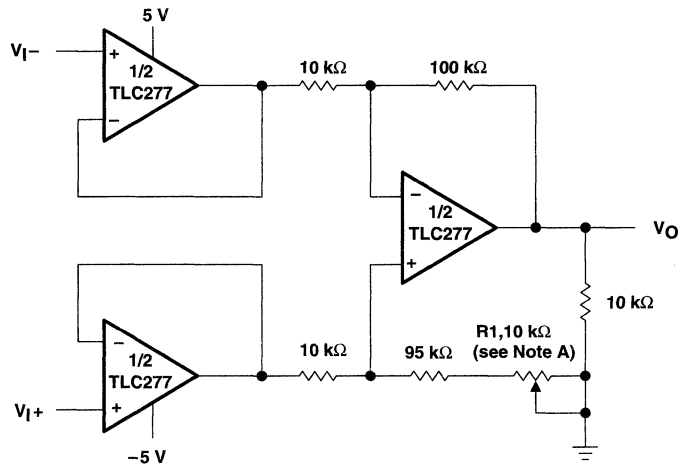 5 V
VI−
+
1/2
TLC277
−
10 kΩ
100 kΩ
−
1/2
TLC277
+
VO
10 kΩ
R1,10 kΩ
(see Note A)
−
1/2
TLC277
+
10 kΩ
95 kΩ
VI+
−5 V